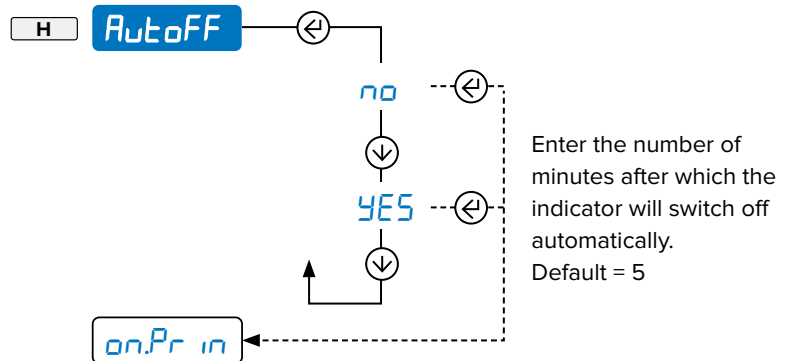 H AutoFF
no
YES
Enter the number of
minutes after which the
indicator will switch off
automatically.
Default = 5
on.Pr in